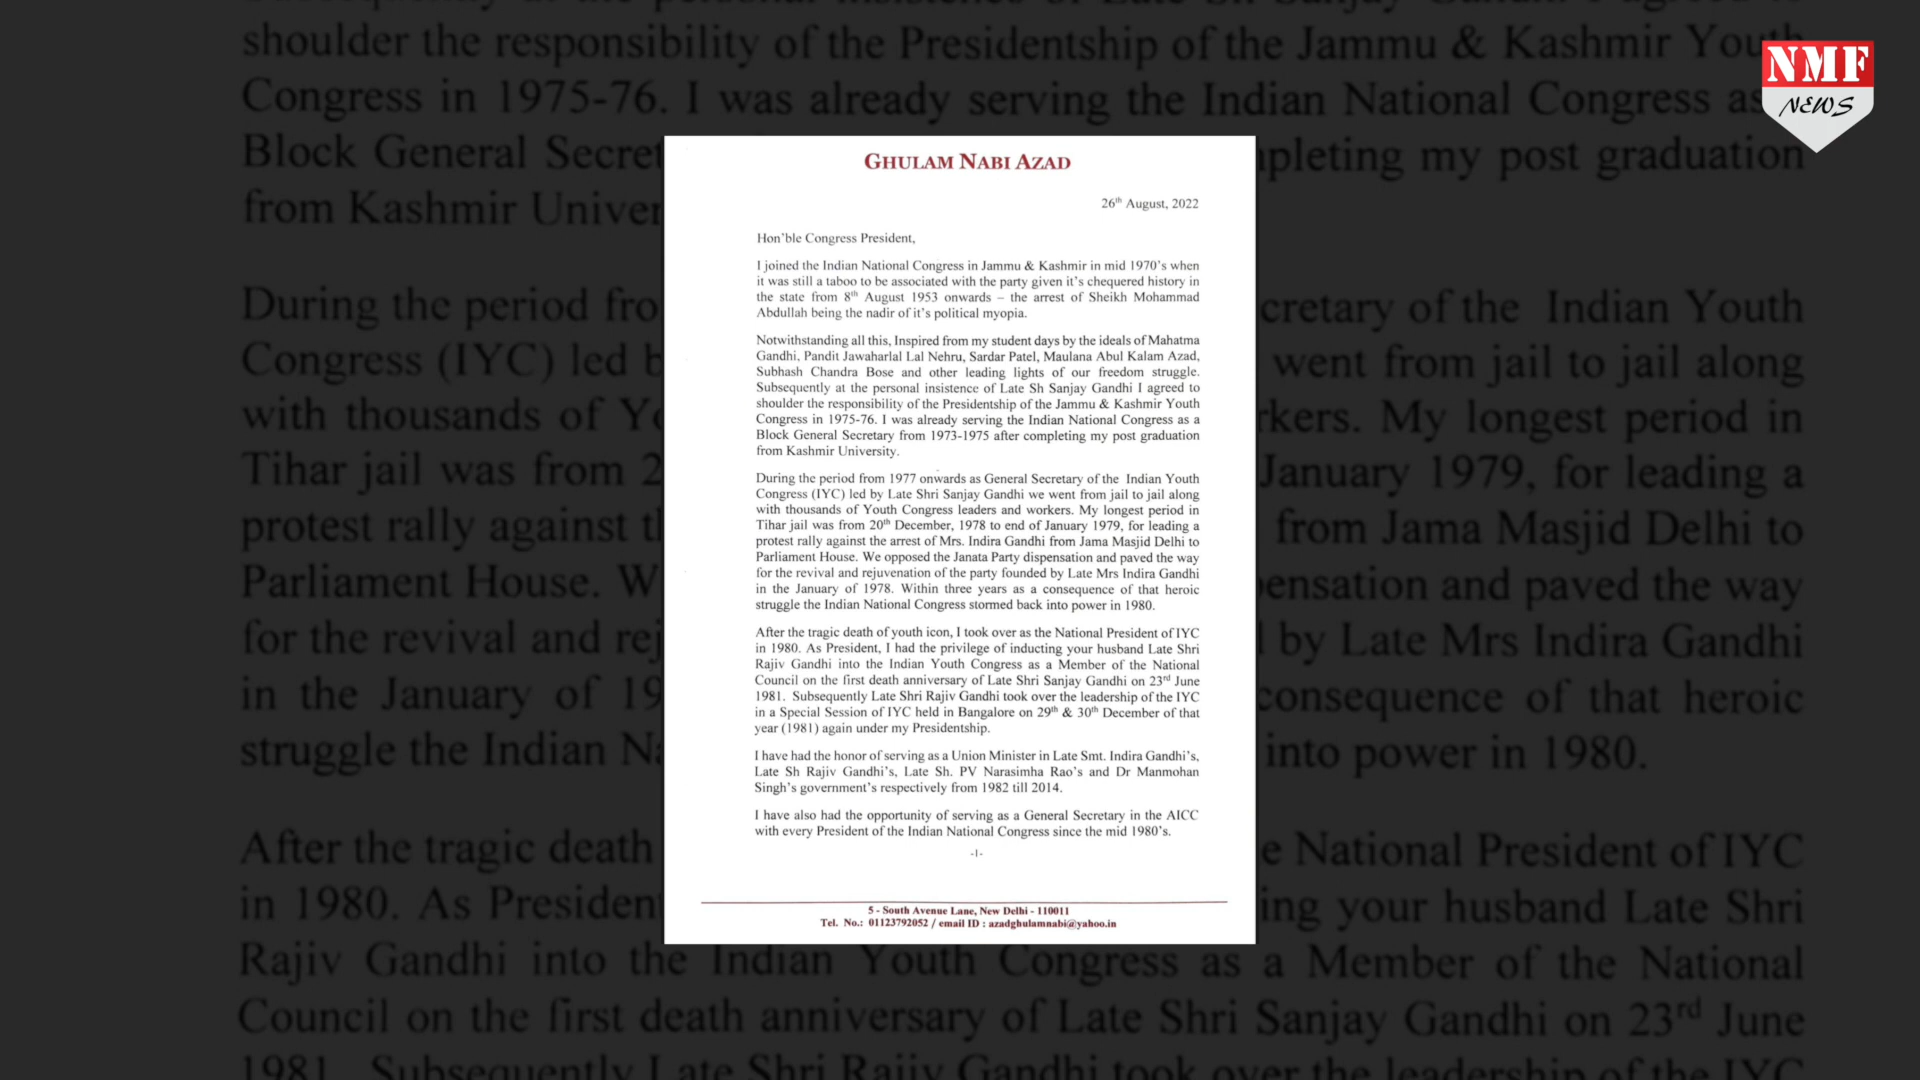 NMF
NEWS
GHULAM NABI AZAD
26th August, 2022
Hon'ble Congress President,
I joined the Indian National Congress in Jammu & Kashmir in mid 1970's when
it was still a taboo to be associated with the party given it's chequered history in
the state from 8th August 1953 onwards – the arrest of Sheikh Mohammad
Abdullah being the nadir of it's political myopia.
Notwithstanding all this, Inspired from my student days by the ideals of Mahatma
Gandhi, Pandit Jawaharlal Lal Nehru, Sardar Patel, Maulana Abul Kalam Azad,
Subhash Chandra Bose and other leading lights of our freedom struggle.
Subsequently at the personal insistence of Late Sh Sanjay Gandhi I agreed to
shoulder the responsibility of the Presidentship of the Jammu & Kashmir Youth
Congress in 1975-76. I was already serving the Indian National Congress as a
Block General Secretary from 1973-1975 after completing my post graduation
from Kashmir University.
During the period from 1977 onwards as General Secretary of the Indian Youth
Congress (IYC) led by Late Shri Sanjay Gandhi we went from jail to jail along
with thousands of Youth Congress leaders and workers. My longest period in
Tihar jail was from 20th December, 1978 to end of January 1979, for leading a
protest rally against the arrest of Mrs. Indira Gandhi from Jama Masjid Delhi to
Parliament House. We opposed the Janata Party dispensation and paved the way
for the revival and rejuvenation of the party founded by Late Mrs Indira Gandhi
in the January of 1978. Within three years as a consequence of that heroic
struggle the Indian National Congress stormed back into power in 1980.
After the tragic death of youth icon, I took over as the National President of IYC
in 1980. As President, I had the privilege of inducting your husband Late Shri
Rajiv Gandhi into the Indian Youth Congress as a Member of the National
Council on the first death anniversary of Late Shri Sanjay Gandhi on 23rd June
1981. Subsequently Late Shri Rajiv Gandhi took over the leadership of the IYC
in a Special Session of IYC held in Bangalore on 29th & 30th December of that
year (1981) again under my Presidentship.
I have had the honor of serving as a Union Minister in Late Smt. Indira Gandhi's,
Late Sh Rajiv Gandhi's, Late Sh. PV Narasimha Rao's and Dr Manmohan
Singh's government's respectively from 1982 till 2014.
I have also had the opportunity of serving as a General Secretary in the AICC
with every President of the Indian National Congress since the mid 1980's.
-1-
5 - South Avenue Lane, New Delhi - 110011
Tel. No.: 01123792052 / email ID : azadghulamnabi@yahoo.in
shoulder the responsibility of the Presidentship of the Jammu & Kashmir Youth
Congress in 1975-76. I was already serving the Indian National Congress as
Block General Secret pleting my post graduation
from Kashmir Univer
During the period fro cretary of the Indian Youth
Congress (IYC) led went from jail to jail along
with thousands of Yo rkers. My longest period in
Tihar jail was from 2 January 1979, for leading a
protest rally against t from Jama Masjid Delhi to
Parliament House. W ensation and paved the way
for the revival and rej by Late Mrs Indira Gandhi
in the January of 19 consequence of that heroic
struggle the Indian Na into power in 1980.
After the tragic death e National President of IYC
in 1980. As President ing your husband Late Shri
Rajiv Gandhi into the Indian Youth Congress as a Member of the National
Council on the first death anniversary of Late Shri Sanjay Gandhi on 23rd June
1981. Subsequently Late Shri Rajiv Gandhi took over the leadership of the IYC